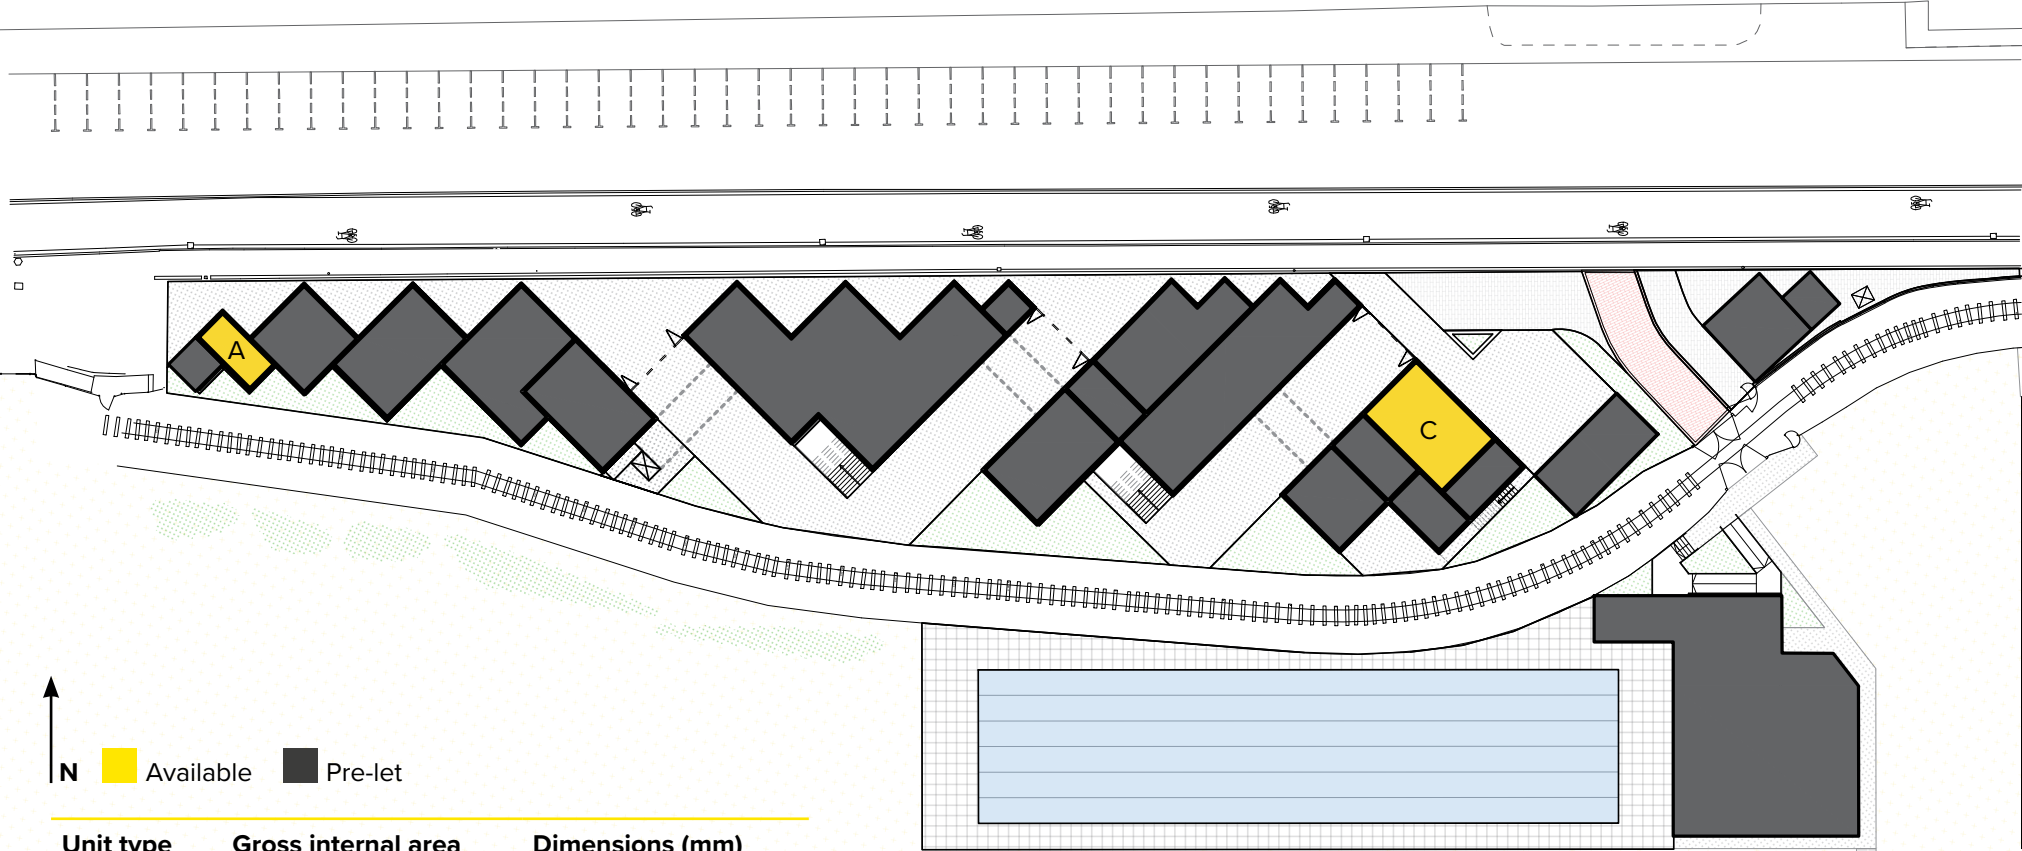 A
C
N
Available
Pre-let
Unit type Gross internal area Dimensions (mm)